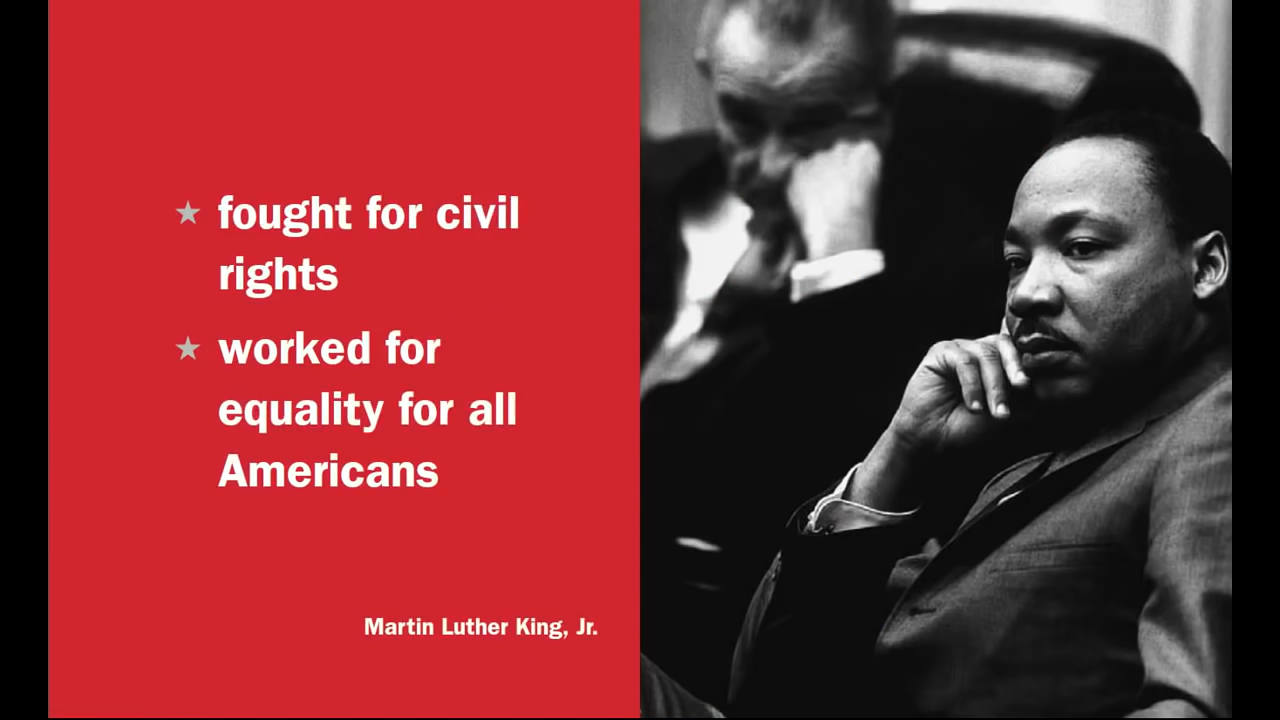 fought for civil
rights
worked for
equality for all
Americans
Martin Luther King, Jr.